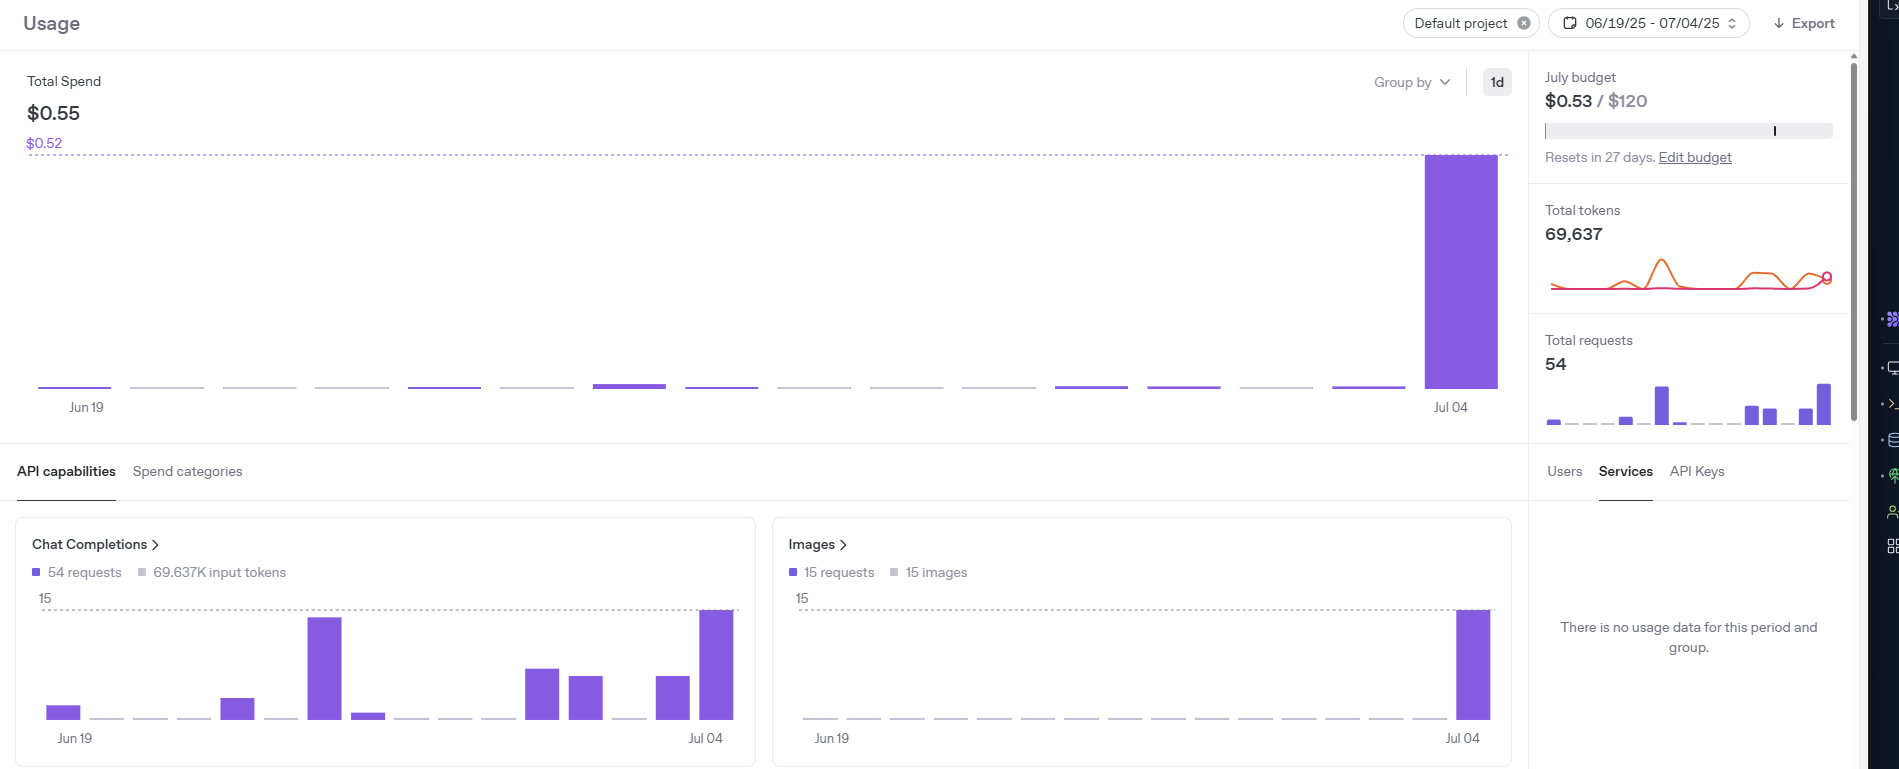 Usage
Default project
06/19/25 - 07/04/25
Export
Total Spend
$0.55
$0.52
Group by
1d
Jun 19
Jul 04
July budget
$0.53 / $120
Resets in 27 days. Edit budget
Total tokens
69,637
Total requests
54
API capabilities
Spend categories
Users
Services
API Keys
Chat Completions
54 requests
69.637K input tokens
15
Jun 19
Jul 04
Images
15 requests
15 images
15
Jun 19
Jul 04
There is no usage data for this period and
group.